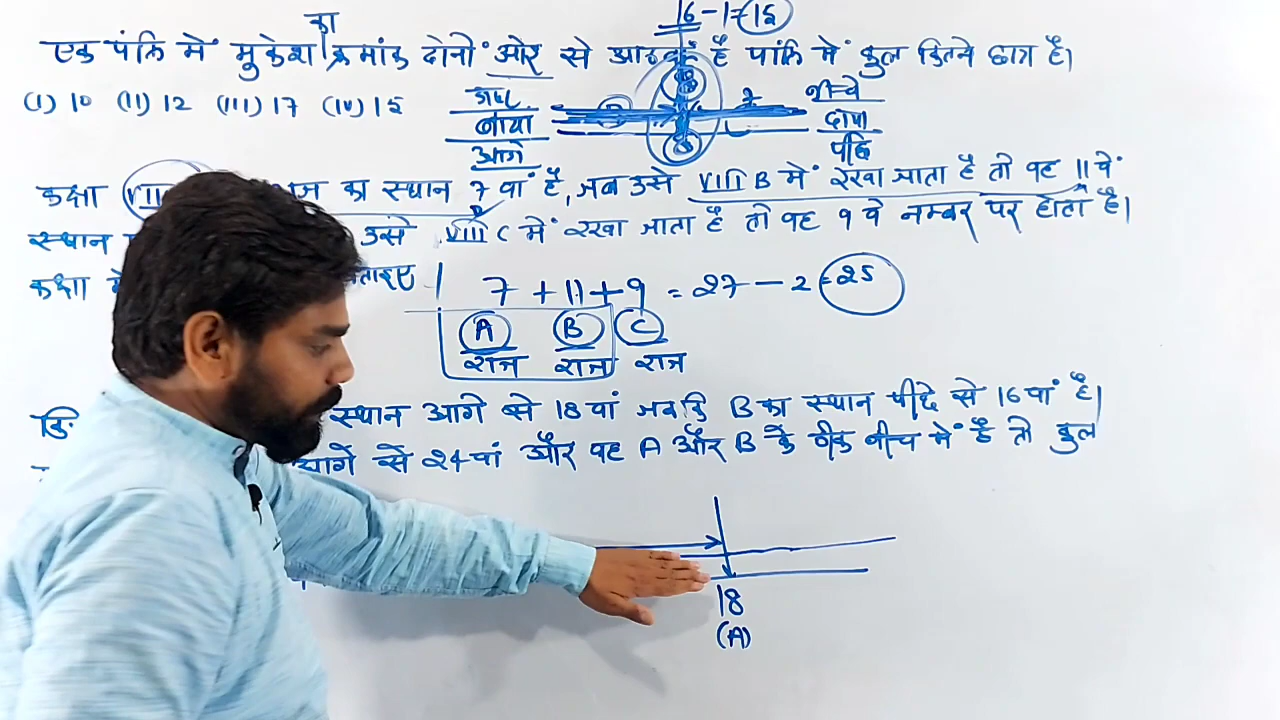 16-1=15
एक पंक्ति में मुकेश का क्रमांक दोनों ओर से आठवां है पंक्ति में कुल कितने छात्र है।
(I) 10 (II) 12 (III) 17 (IV) 15
ऊपर नीचे
बायां दायां
आगे
7
कक्षा VIII का स्थान 7 वां है, जब उसे VIII B में रखा जाता है तो वह 11 वें
स्थान उसे VIII C में रखा जाता है तो वह 9 वे नम्बर पर होता है।
कक्षा
7 + 11 + 9 = 27 - 2 = 25
A B C
राज राज राज
स्थान आगे से 18 वां जबकि B का स्थान पीछे से 16 वां है।
आगे से 24 वां और वह A और B के ठीक बीच में है तो कुल
18
(A)